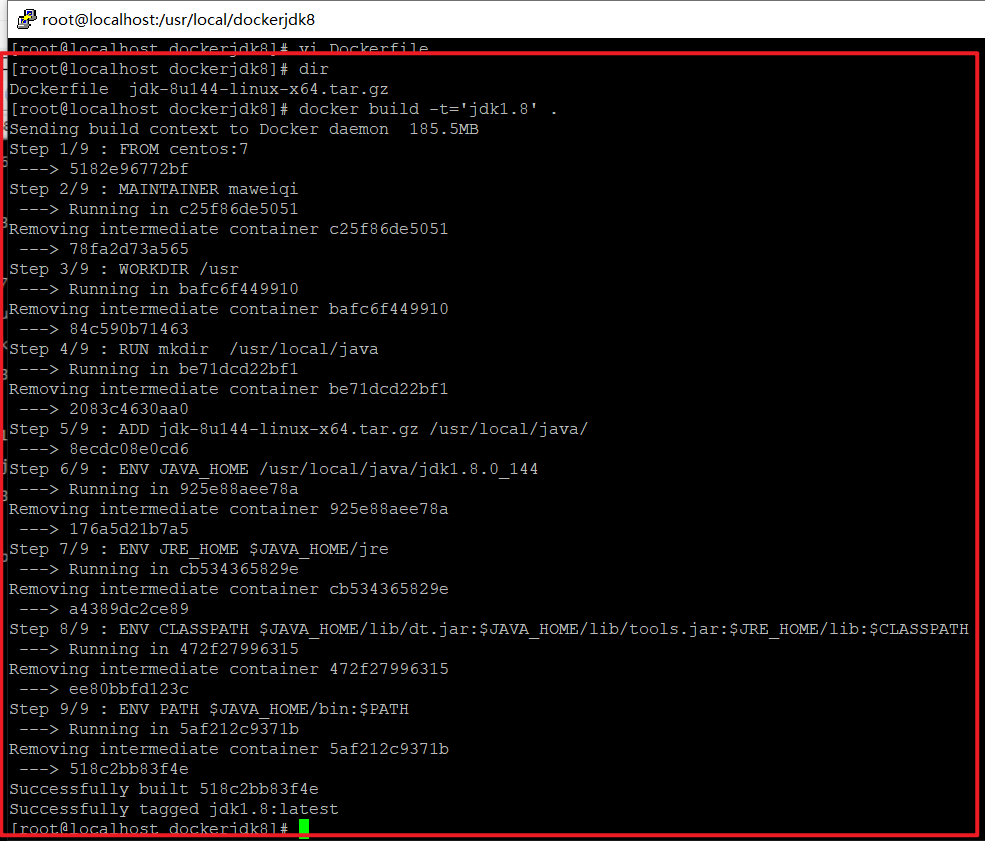 root@localhost:/usr/local/dockerjdk8
[root@localhost dockerjdk8]# vi Dockerfile
[root@localhost dockerjdk8]# dir
Dockerfile  jdk-8u144-linux-x64.tar.gz
[root@localhost dockerjdk8]# docker build -t='jdk1.8' .
Sending build context to Docker daemon  185.5MB
Step 1/9 : FROM centos:7
 ---> 5182e96772bf
Step 2/9 : MAINTAINER maweiqi
 ---> Running in c25f86de5051
Removing intermediate container c25f86de5051
 ---> 78fa2d73a565
Step 3/9 : WORKDIR /usr
 ---> Running in bafc6f449910
Removing intermediate container bafc6f449910
 ---> 84c590b71463
Step 4/9 : RUN mkdir  /usr/local/java
 ---> Running in be71dcd22bf1
Removing intermediate container be71dcd22bf1
 ---> 2083c4630aa0
Step 5/9 : ADD jdk-8u144-linux-x64.tar.gz /usr/local/java/
 ---> 8ecdc08e0cd6
Step 6/9 : ENV JAVA_HOME /usr/local/java/jdk1.8.0_144
 ---> Running in 925e88aee78a
Removing intermediate container 925e88aee78a
 ---> 176a5d21b7a5
Step 7/9 : ENV JRE_HOME $JAVA_HOME/jre
 ---> Running in cb534365829e
Removing intermediate container cb534365829e
 ---> a4389dc2ce89
Step 8/9 : ENV CLASSPATH $JAVA_HOME/lib/dt.jar:$JAVA_HOME/lib/tools.jar:$JRE_HOME/lib:$CLASSPATH
 ---> Running in 472f27996315
Removing intermediate container 472f27996315
 ---> ee80bbfd123c
Step 9/9 : ENV PATH $JAVA_HOME/bin:$PATH
 ---> Running in 5af212c9371b
Removing intermediate container 5af212c9371b
 ---> 518c2bb83f4e
Successfully built 518c2bb83f4e
Successfully tagged jdk1.8:latest
[root@localhost dockerjdk8]#